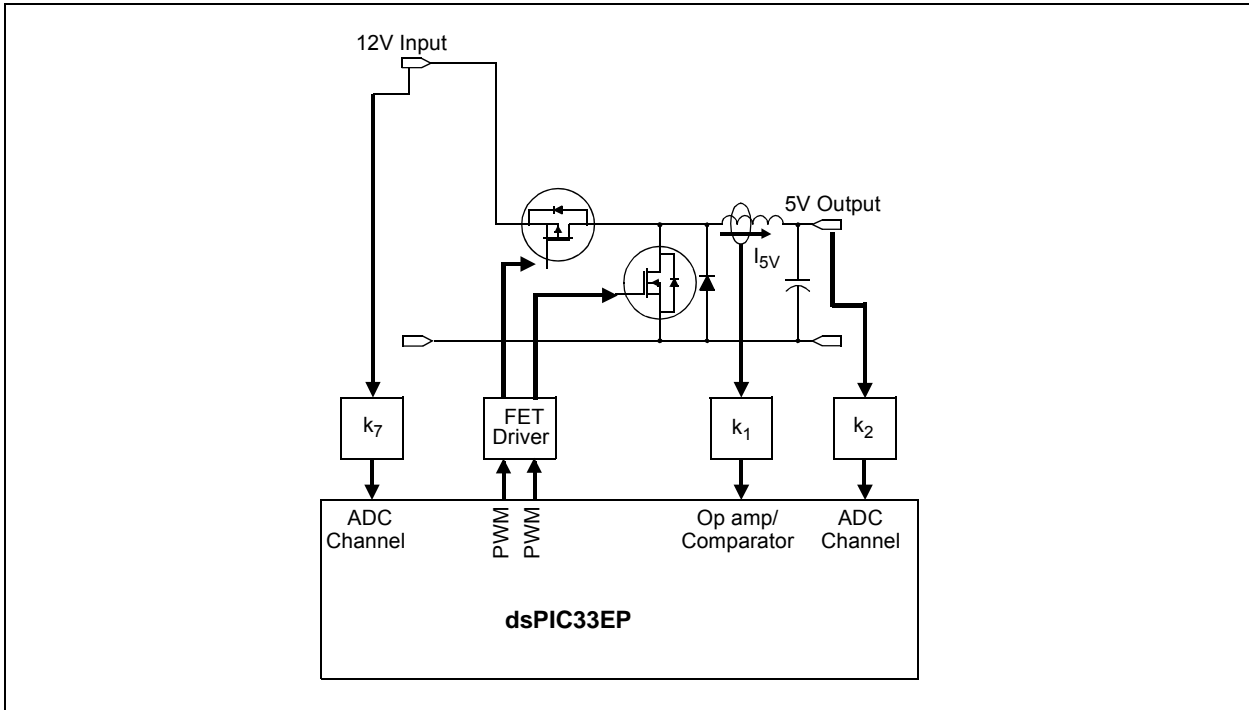 12V Input
5V Output
I5V
k7
FET
Driver
k1
k2
ADC
Channel
PWM
PWM
Op amp/
Comparator
ADC
Channel
dsPIC33EP